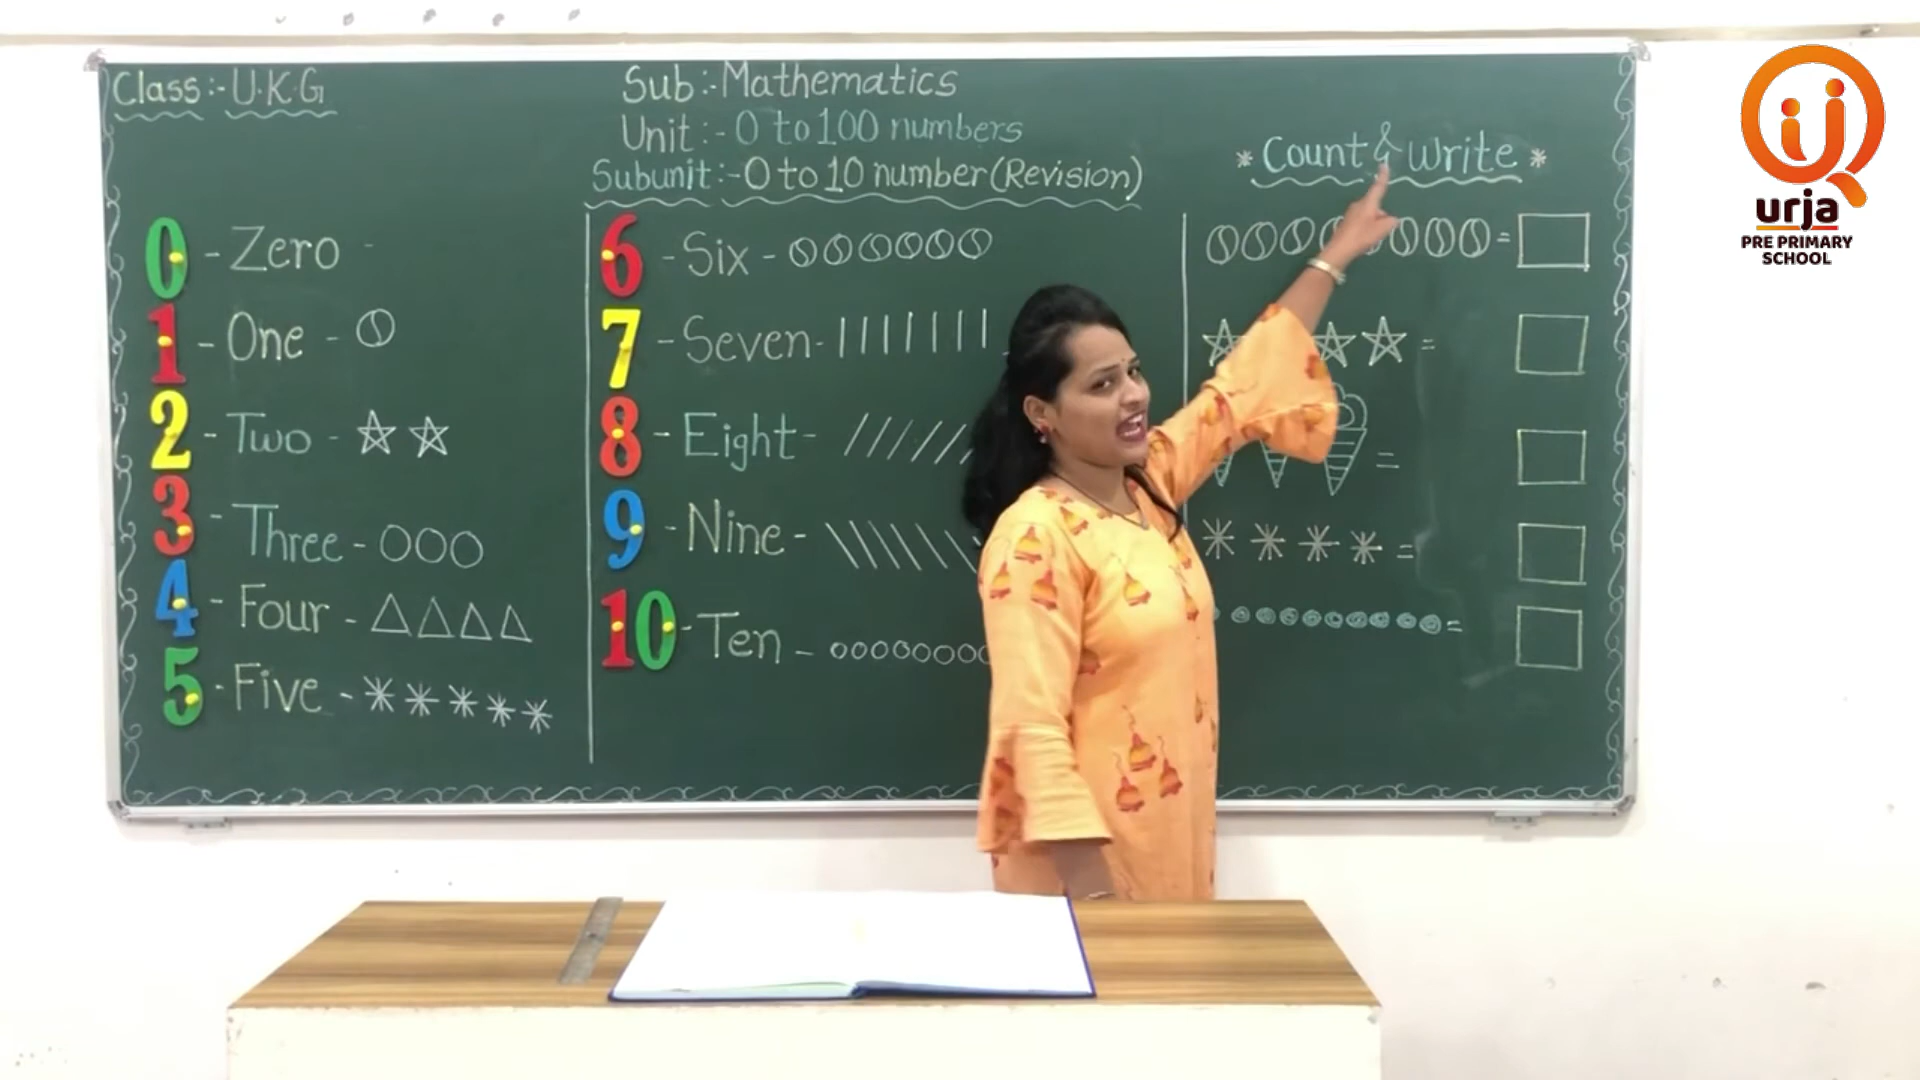 Class:- U.K.G
Sub:- Mathematics
Unit:- 0 to 100 numbers
Subunit:- 0 to 10 number (Revision)
0 - Zero -
1 - One -
2 - Two -
3 - Three -
4 - Four -
5 - Five -
6 - Six -
7 - Seven -
8 - Eight -
9 - Nine -
10 - Ten -
* Count & Write *
=
=
=
=
=
urja
PRE PRIMARY
SCHOOL